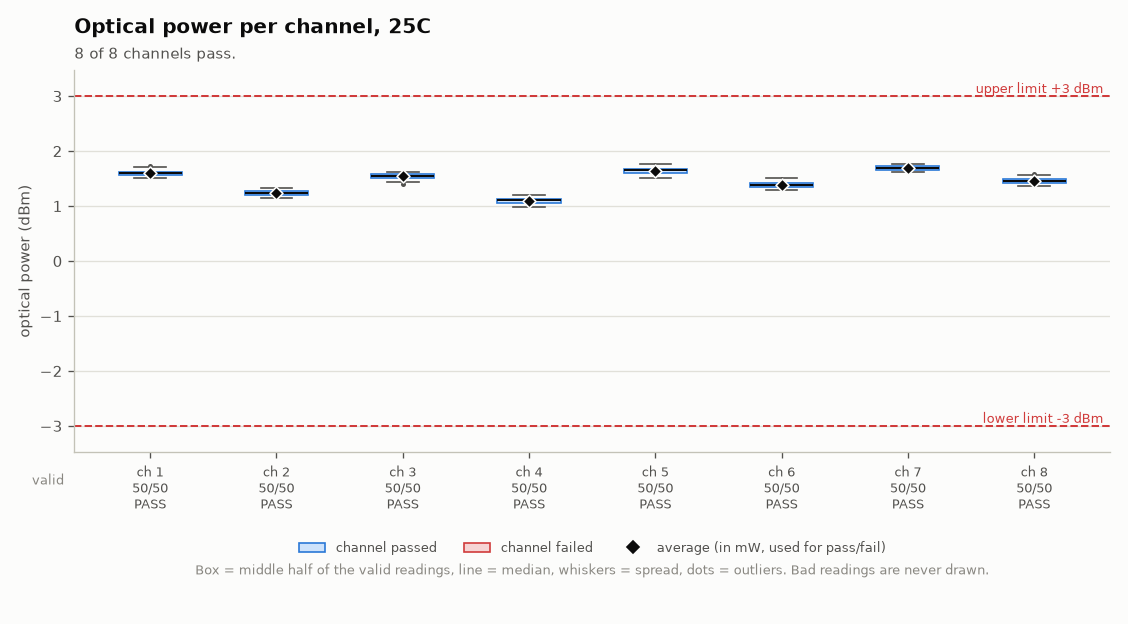 Optical power per channel, 25C
8 of 8 channels pass.
optical power (dBm)
3
2
1
0
−1
−2
−3
upper limit +3 dBm
lower limit -3 dBm
valid
ch 1 ch 2 ch 3 ch 4 ch 5 ch 6 ch 7 ch 8
50/50 50/50 50/50 50/50 50/50 50/50 50/50 50/50
PASS PASS PASS PASS PASS PASS PASS PASS
channel passed channel failed average (in mW, used for pass/fail)
Box = middle half of the valid readings, line = median, whiskers = spread, dots = outliers. Bad readings are never drawn.